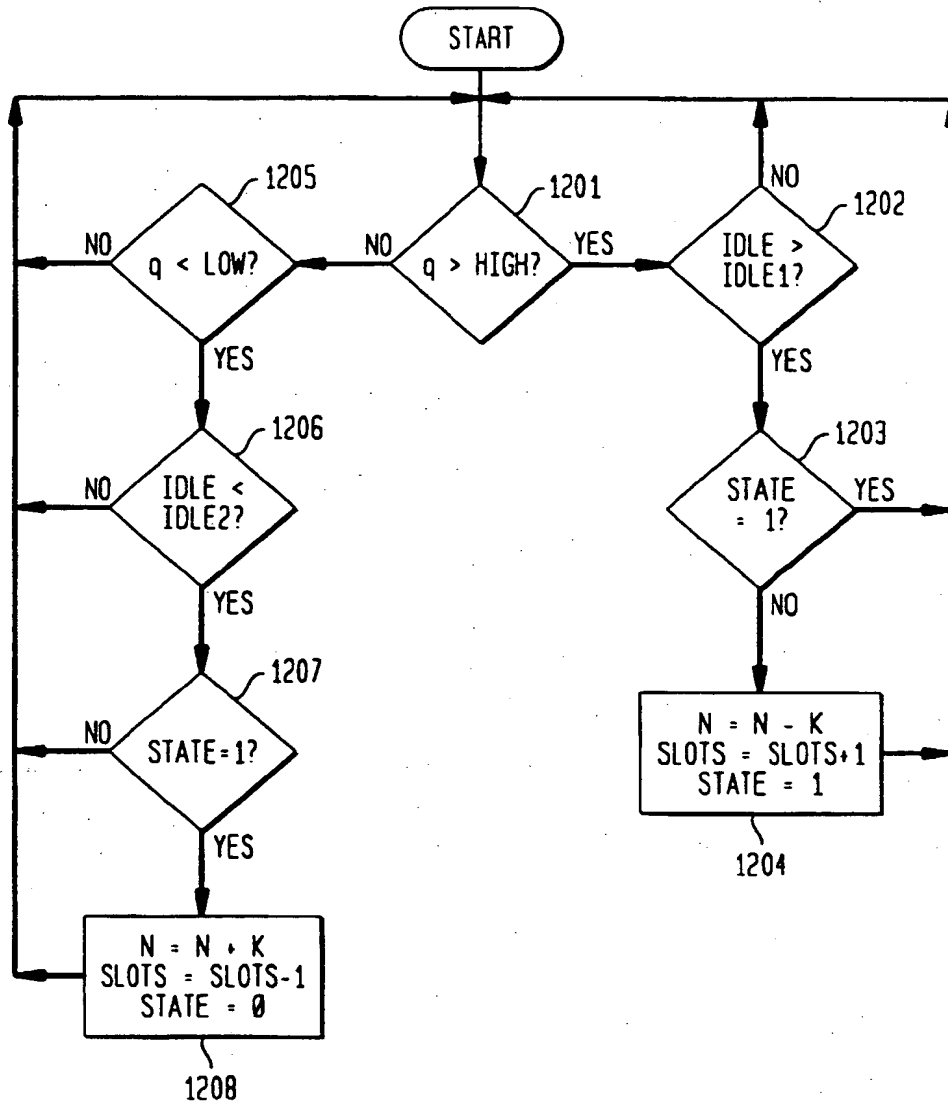 START
1205
1201
1202
NO
q < LOW?
NO
q > HIGH?
YES
NO
IDLE >
IDLE1?
YES
YES
1206
1203
NO
IDLE <
IDLE2?
STATE
= 1?
YES
YES
NO
1207
NO
STATE=1?
N = N - K
SLOTS = SLOTS+1
STATE = 1
YES
1204
N = N + K
SLOTS = SLOTS-1
STATE = 0
1208